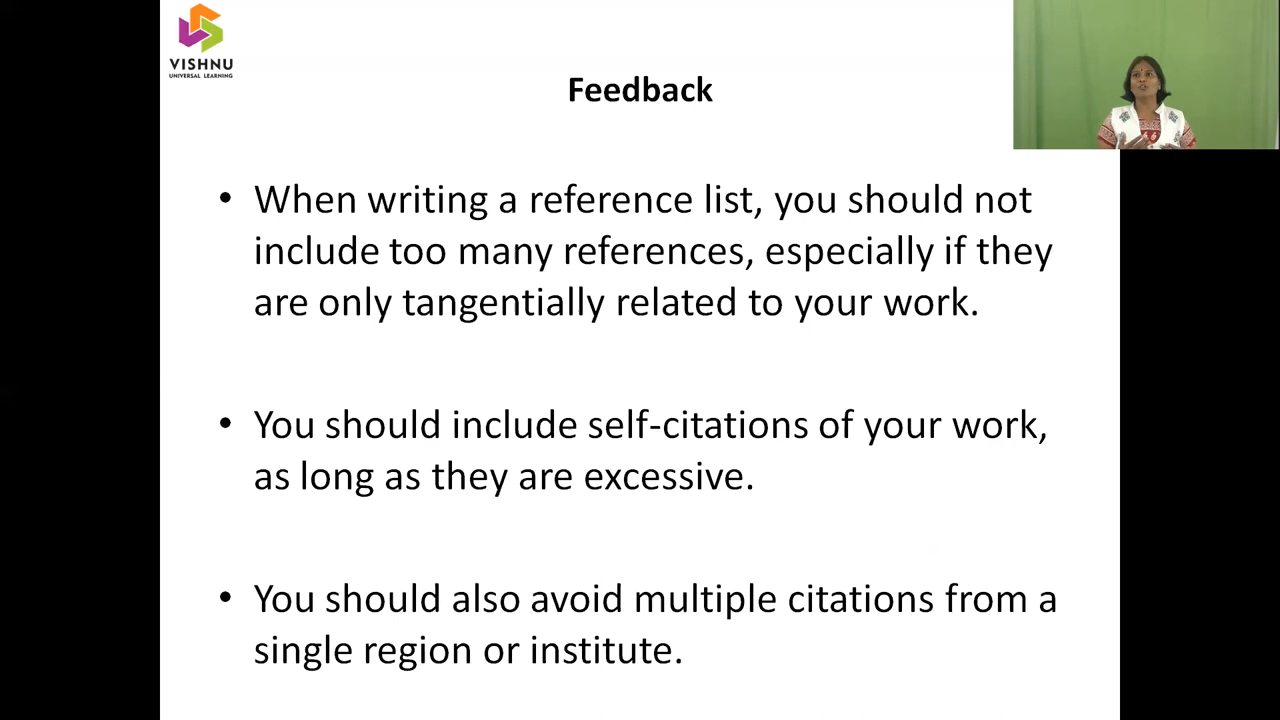 VISHNU
UNIVERSAL LEARNING
Feedback
• When writing a reference list, you should not
include too many references, especially if they
are only tangentially related to your work.
• You should include self-citations of your work,
as long as they are excessive.
• You should also avoid multiple citations from a
single region or institute.